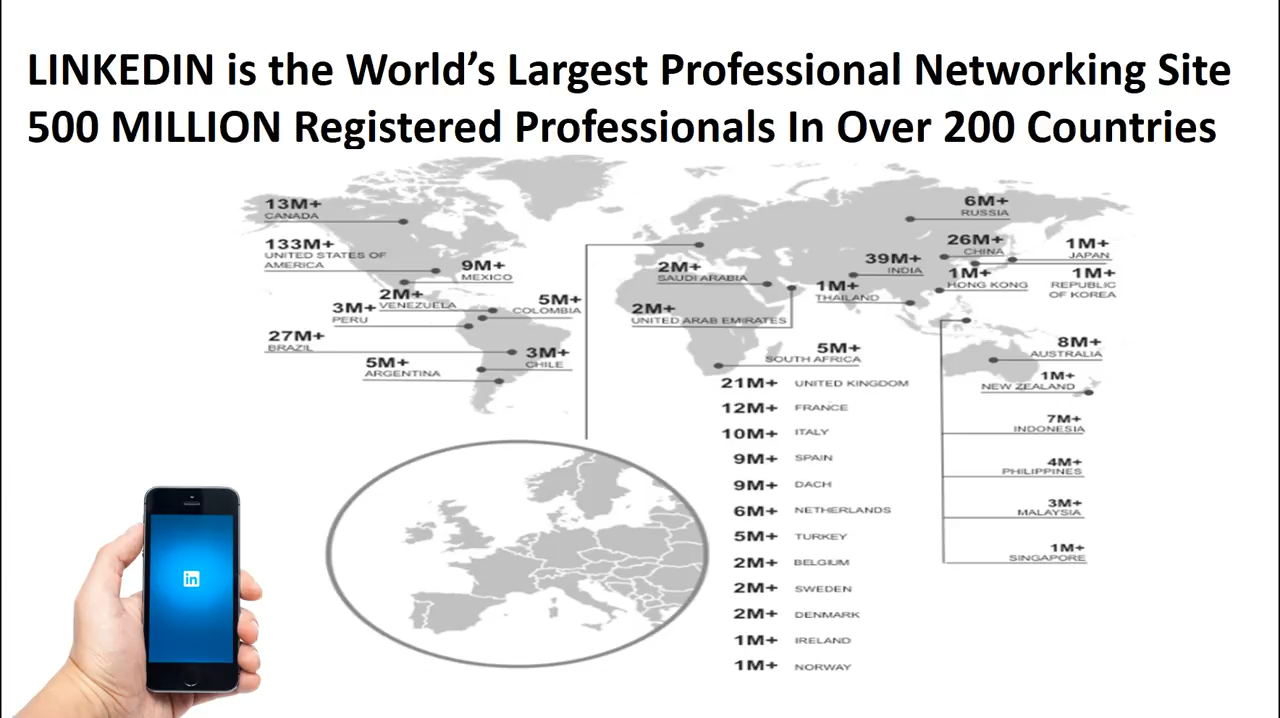 LINKEDIN is the World's Largest Professional Networking Site
500 MILLION Registered Professionals In Over 200 Countries
13M+
CANADA
133M+
UNITED STATES OF
AMERICA
9M+
MEXICO
2M+
VENEZUELA
3M+
PERU
5M+
COLOMBIA
27M+
BRAZIL
3M+
CHILE
5M+
ARGENTINA
6M+
RUSSIA
26M+
CHINA
1M+
JAPAN
39M+
INDIA
1M+
HONG KONG
1M+
REPUBLIC
OF KOREA
2M+
SAUDI ARABIA
1M+
THAILAND
2M+
UNITED ARAB EMIRATES
5M+
SOUTH AFRICA
8M+
AUSTRALIA
1M+
NEW ZEALAND
7M+
INDONESIA
4M+
PHILIPPINES
3M+
MALAYSIA
1M+
SINGAPORE
21M+ UNITED KINGDOM
12M+ FRANCE
10M+ ITALY
9M+ SPAIN
9M+ DACH
6M+ NETHERLANDS
5M+ TURKEY
2M+ BELGIUM
2M+ SWEDEN
2M+ DENMARK
1M+ IRELAND
1M+ NORWAY
in